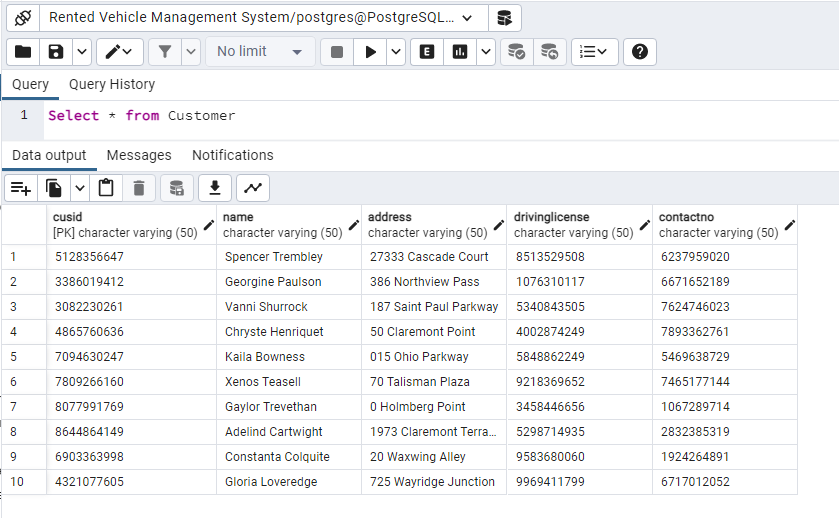 Rented Vehicle Management System/postgres@PostgreSQL...
No limit
E
Query Query History
1 Select * from Customer
Data output Messages Notifications
cusid name address drivinglicense contactno
[PK] character varying (50) character varying (50) character varying (50) character varying (50) character varying (50)
1 5128356647 Spencer Trembley 27333 Cascade Court 8513529508 6237959020
2 3386019412 Georgine Paulson 386 Northview Pass 1076310117 6671652189
3 3082230261 Vanni Shurrock 187 Saint Paul Parkway 5340843505 7624746023
4 4865760636 Chryste Henriquet 50 Claremont Point 4002874249 7893362761
5 7094630247 Kaila Bowness 015 Ohio Parkway 5848862249 5469638729
6 7809266160 Xenos Teasell 70 Talisman Plaza 9218369652 7465177144
7 8077991769 Gaylor Trevethan 0 Holmberg Point 3458446656 1067289714
8 8644864149 Adelind Cartwight 1973 Claremont Terra... 5298714935 2832385319
9 6903363998 Constanta Colquite 20 Waxwing Alley 9583680060 1924264891
10 4321077605 Gloria Loveredge 725 Wayridge Junction 9969411799 6717012052